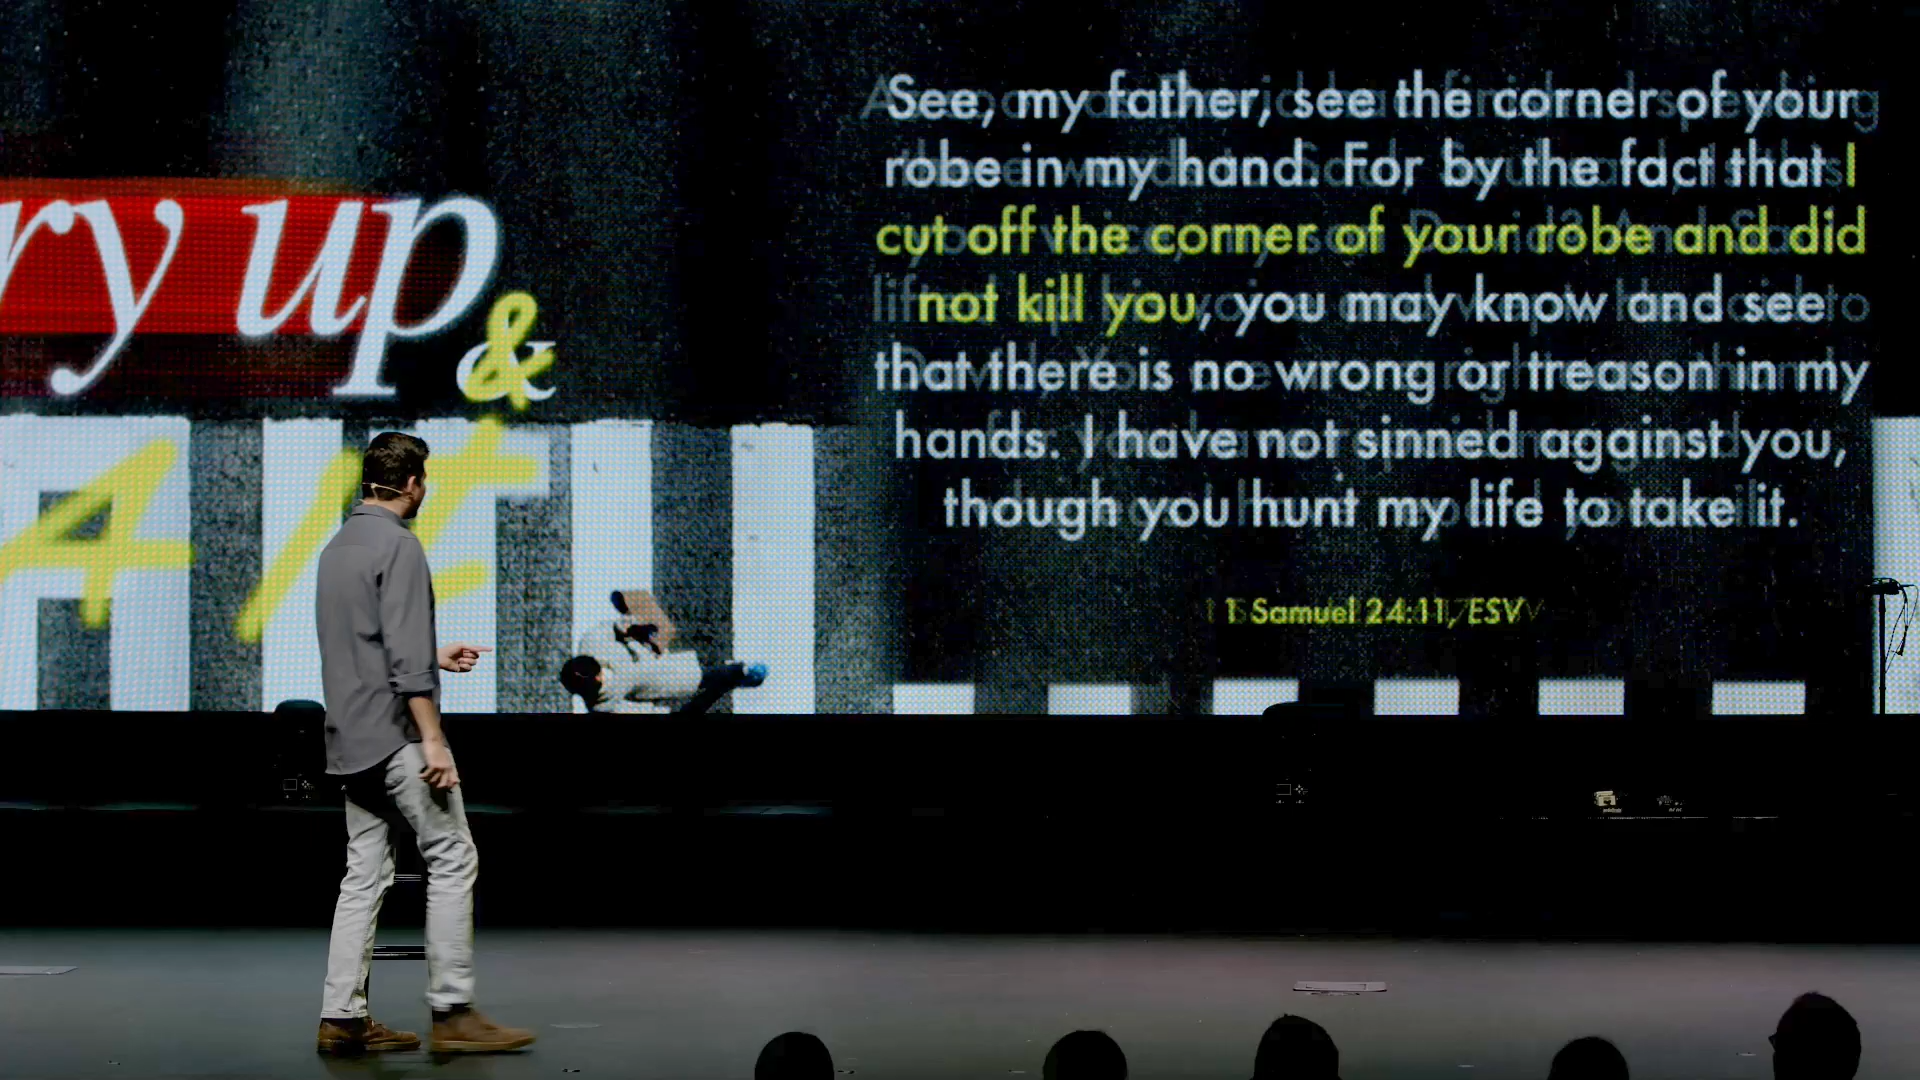 ry up
&
See, my father, see the corner of your
robe in my hand. For by the fact that I
cut off the corner of your robe and did
not kill you, you may know and see
that there is no wrong or treason in my
hands. I have not sinned against you,
though you hunt my life to take it.
1 Samuel 24:11, ESV